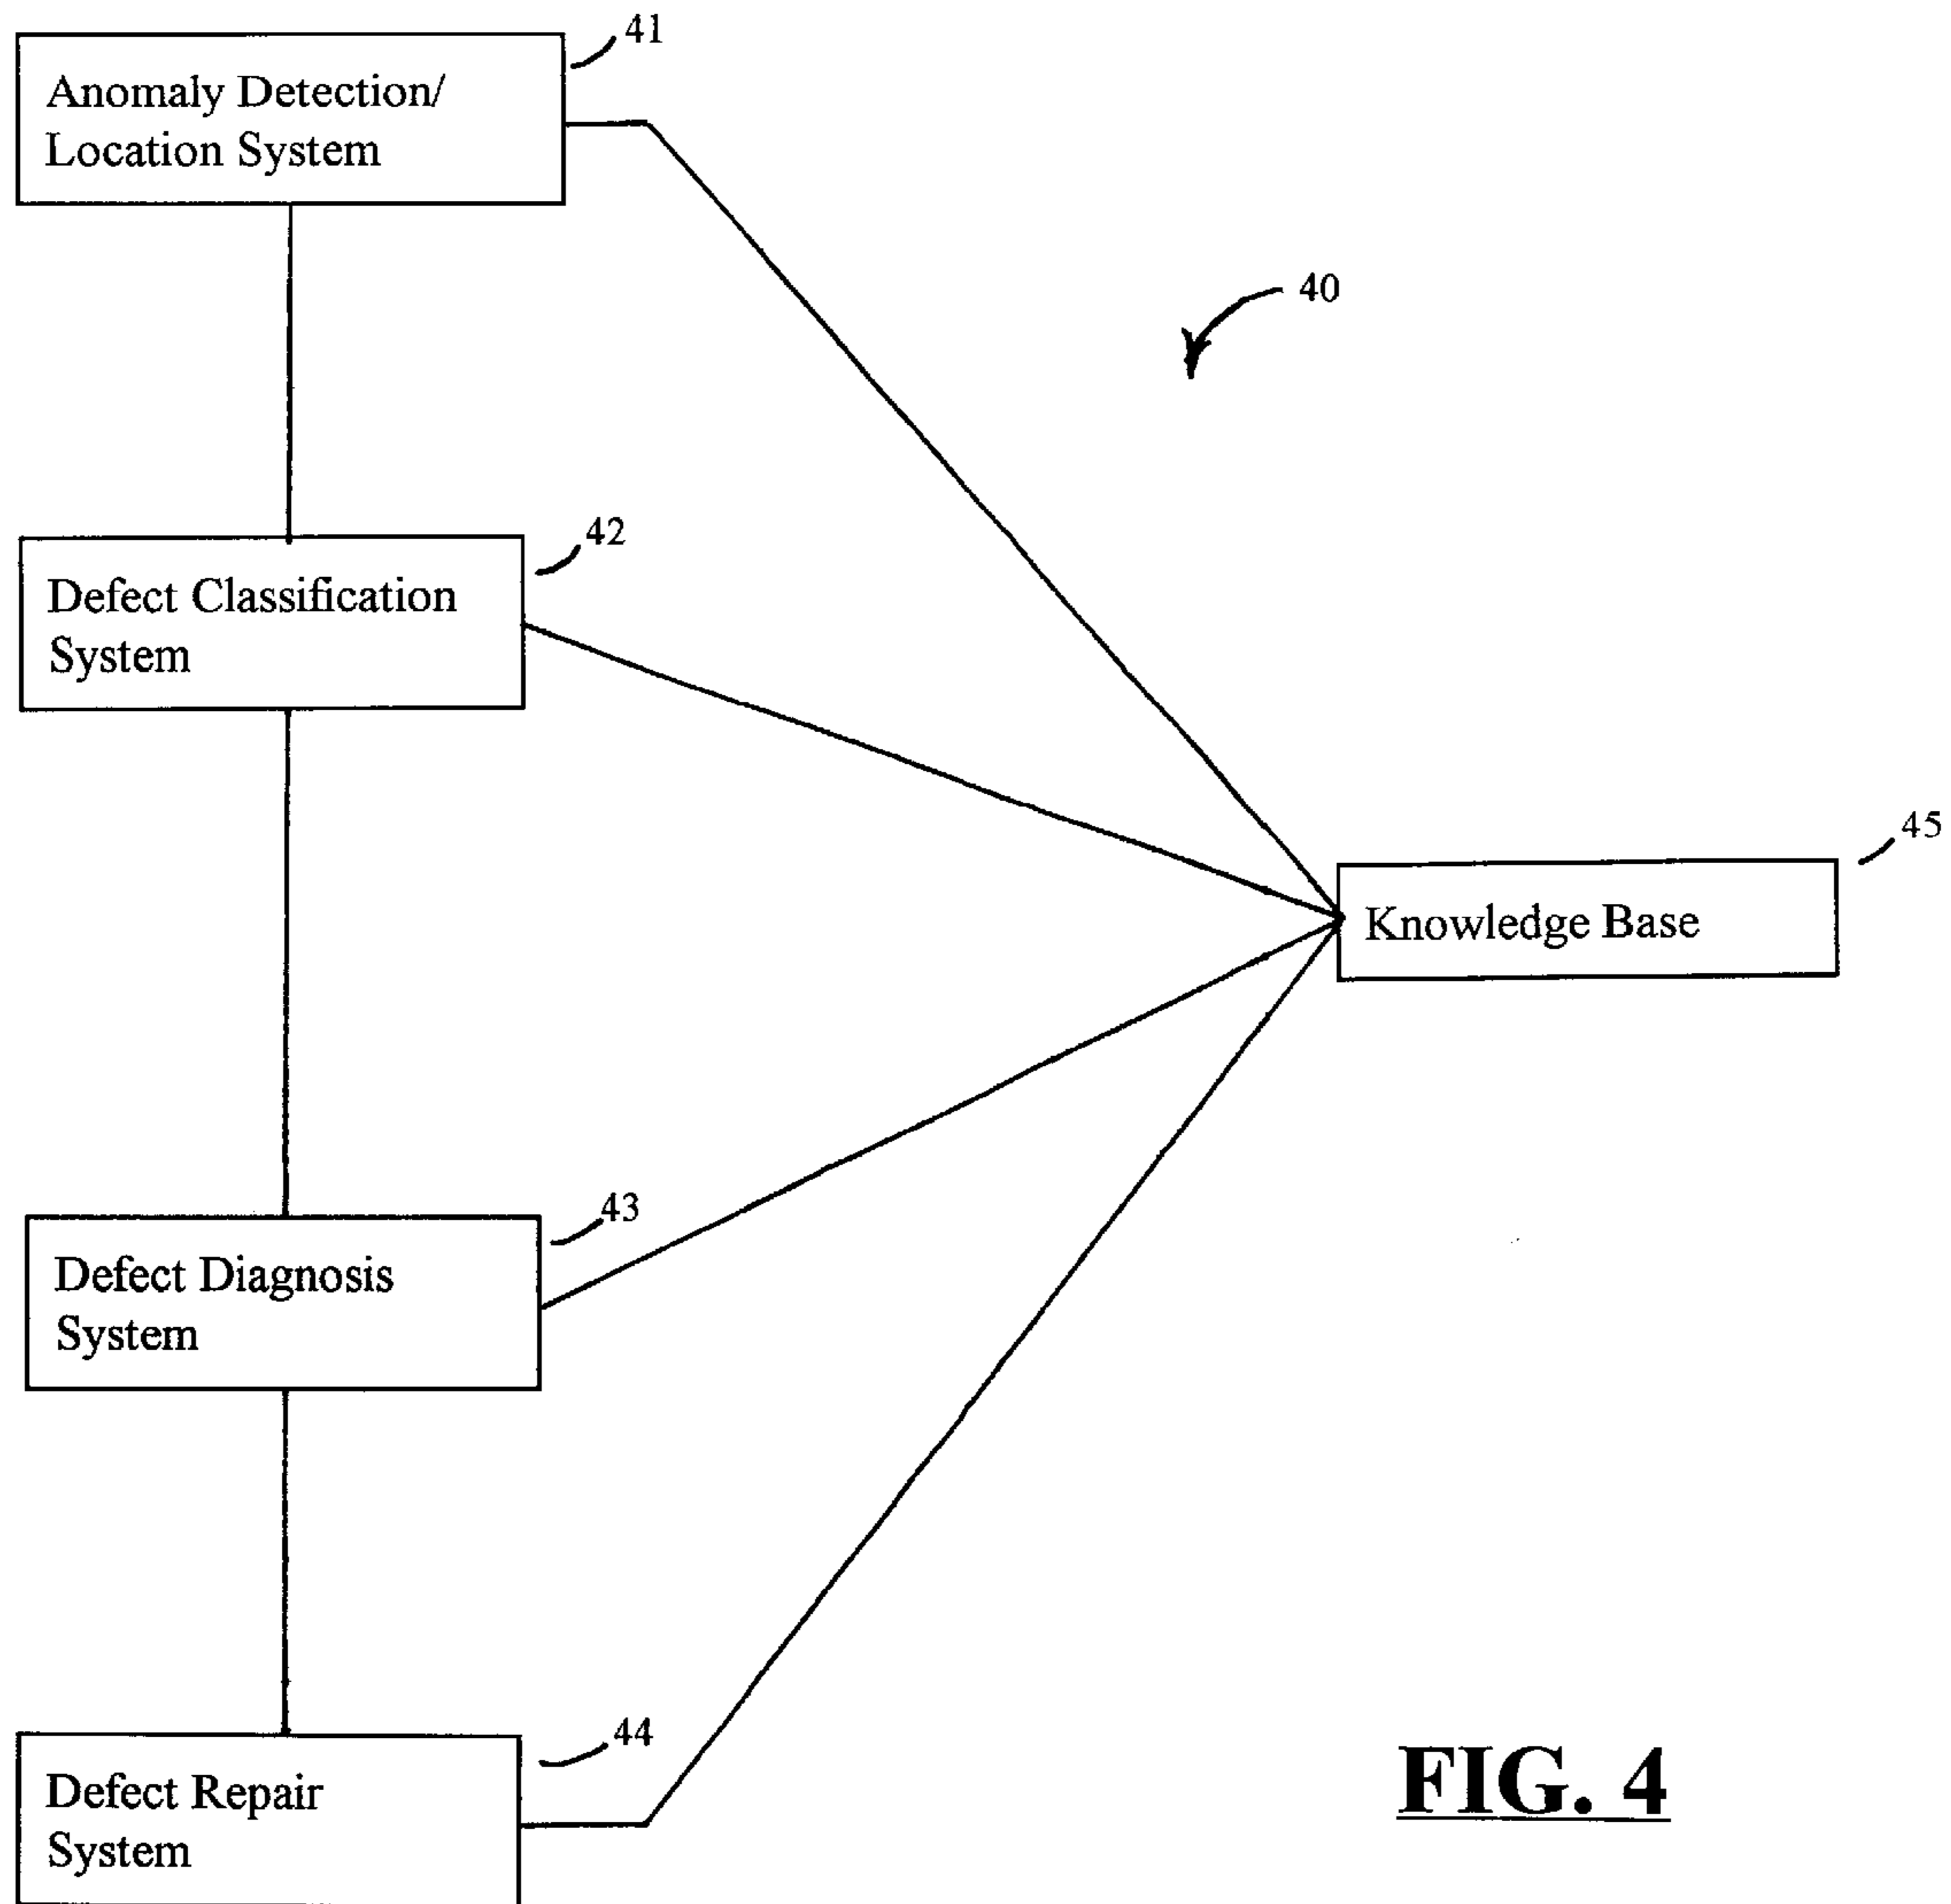 41
Anomaly Detection/
Location System
40
42
Defect Classification
System
45
Knowledge Base
43
Defect Diagnosis
System
44
Defect Repair
System
FIG. 4